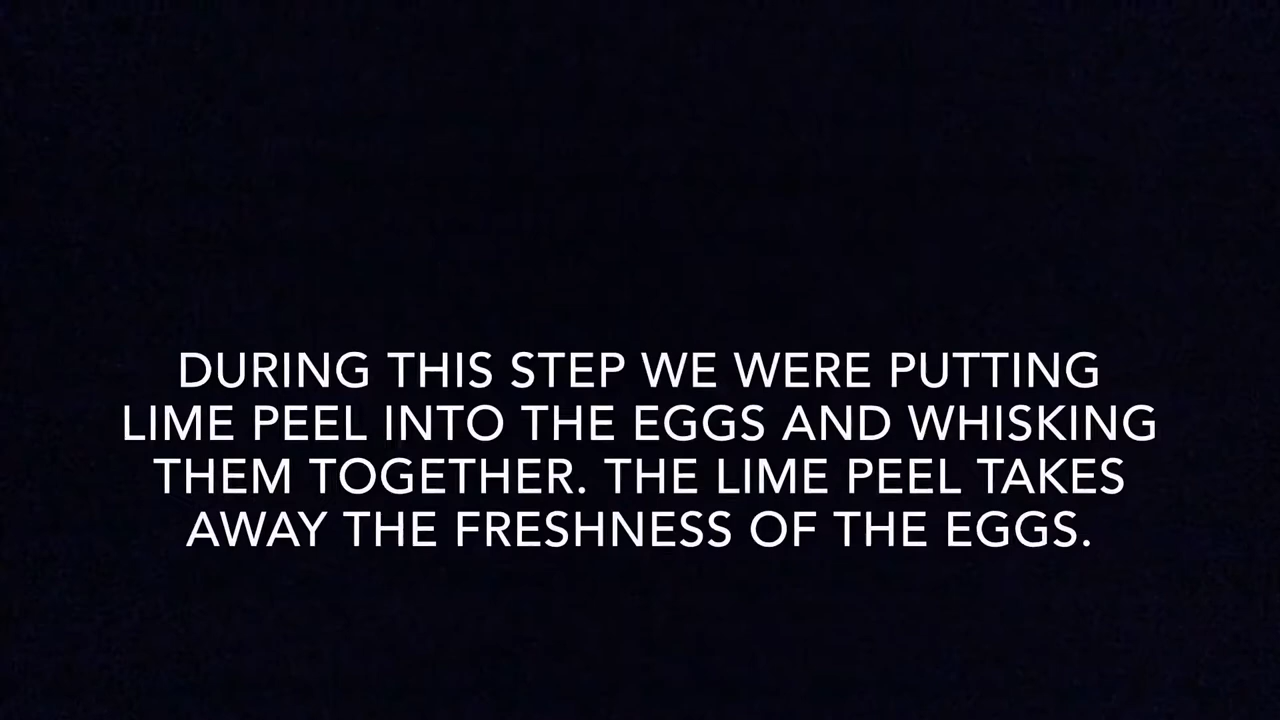 DURING THIS STEP WE WERE PUTTING
LIME PEEL INTO THE EGGS AND WHISKING
THEM TOGETHER. THE LIME PEEL TAKES
AWAY THE FRESHNESS OF THE EGGS.